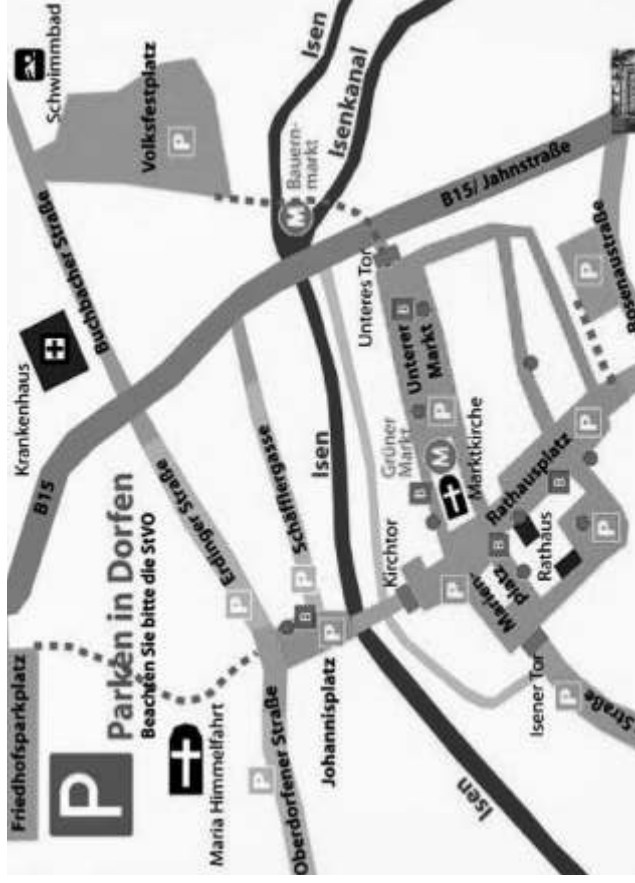 Friedhofsparkplatz
P
Parken in Dorfen
Beachten Sie bitte die StVO
Maria Himmelfahrt
B15
Krankenhaus
Schwimmbad
Buchbacher Straße
Volksfestplatz
P
Erdinger Straße
P
Oberdorfener Straße
P
Schäfflergasse
P
B
P
Johannisplatz
Isen
Isen
Isenkanal
M
Bauern-
markt
Isen
Kirchtor
Grüner
Markt
M
Marktkirche
Unteres Tor
Unterer
Markt
B
P
B
B15/ Jahnstraße
P
Marien-
platz
B
Rathaus
Rathausplatz
B
P
P
Isener Tor
P
Straße
P
Rosenaustraße